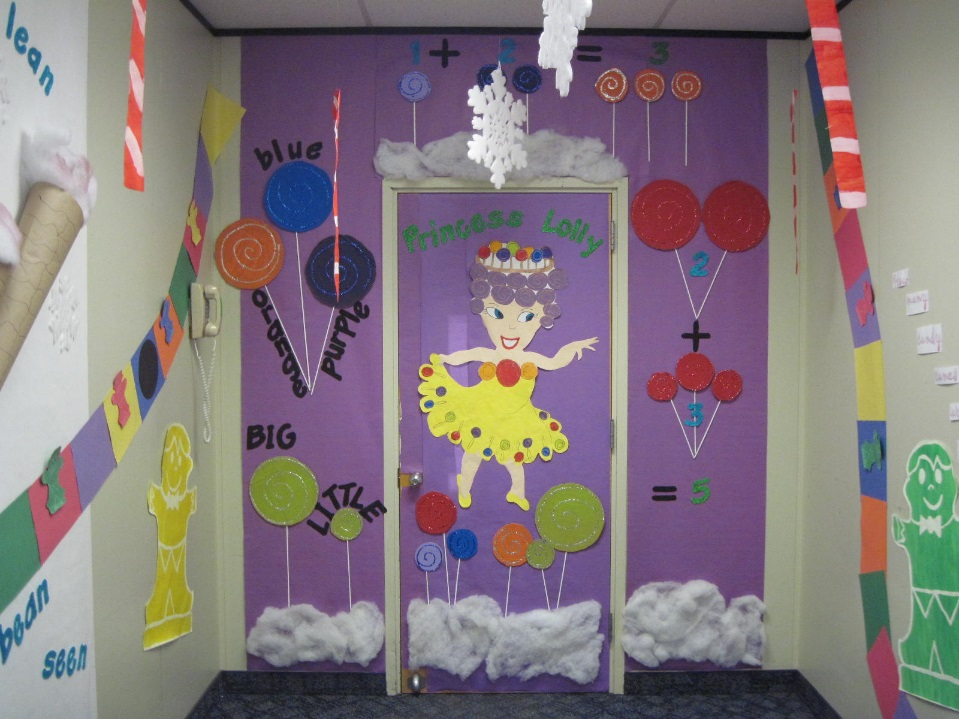 lean
1 + 2 = 3
blue
Princess Lolly
orange
purple
2
+
3
= 5
BIG
LITTLE
bean
seen